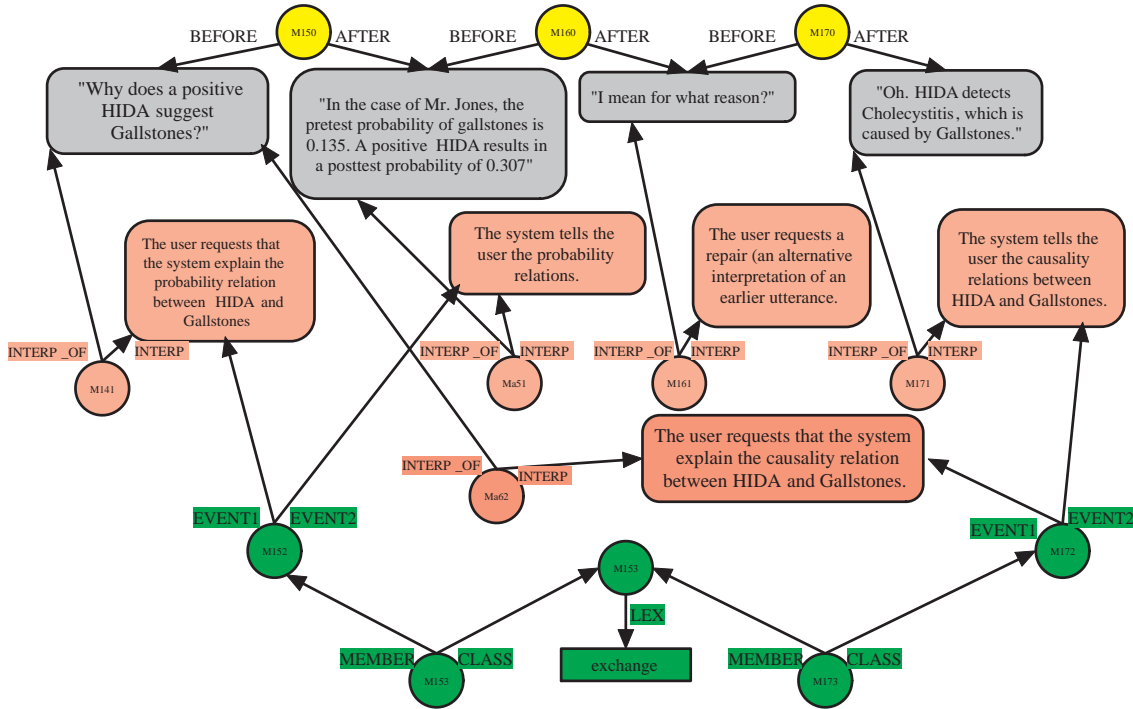 M150
M160
M170
BEFORE
AFTER
BEFORE
AFTER
BEFORE
AFTER
"Why does a positive
HIDA suggest
Gallstones?"
"In the case of Mr. Jones, the
pretest probability of gallstones is
0.135. A positive HIDA results in
a posttest probability of 0.307"
"I mean for what reason?"
"Oh. HIDA detects
Cholecystitis, which is
caused by Gallstones."
The user requests that
the system explain the
probability relation
between HIDA and
Gallstones
The system tells the
user the probability
relations.
The user requests a
repair (an alternative
interpretation of an
earlier utterance.
The system tells the
user the causality
relations between
HIDA and Gallstones.
INTERP _OF
INTERP
INTERP _OF
INTERP
INTERP _OF
INTERP
INTERP _OF
INTERP
M141
Ma51
M161
M171
The user requests that the system
explain the causality relation
between HIDA and Gallstones.
INTERP _OF
INTERP
Ma62
EVENT1
EVENT2
EVENT1
EVENT2
M152
M172
M153
LEX
MEMBER
CLASS
exchange
MEMBER
CLASS
M153
M173